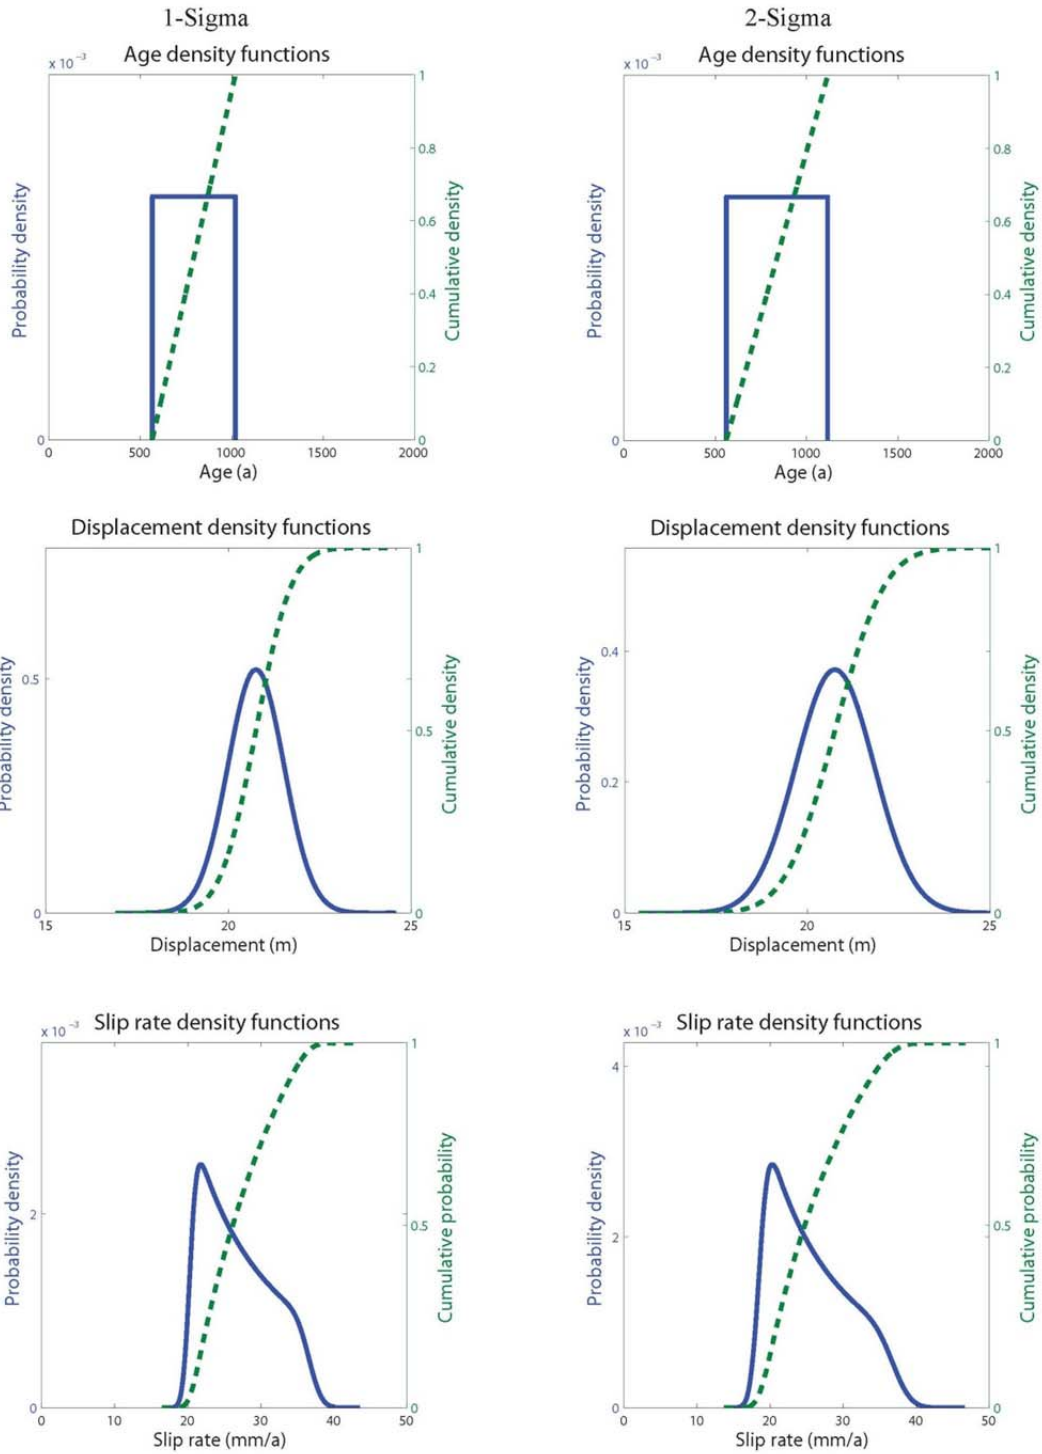 1-Sigma
2-Sigma
Age density functions
x 10 -3
Probability density
0
0 500 1000 1500 2000
Age (a)
1
0.8
0.6
0.4
0.2
0
Cumulative density
Age density functions
x 10 -3
Probability density
0
0 500 1000 1500 2000
Age (a)
1
0.8
0.6
0.4
0.2
0
Cumulative density
Displacement density functions
Probability density
0.5
0
15 20 25
Displacement (m)
1
0.5
0
Cumulative density
Displacement density functions
Probability density
0.4
0.2
0
15 20 25
Displacement (m)
1
0.5
0
Cumulative density
Slip rate density functions
x 10 -3
Probability density
2
0
0 10 20 30 40 50
Slip rate (mm/a)
1
0.5
0
Cumulative probability
Slip rate density functions
x 10 -3
Probability density
4
2
0
0 10 20 30 40 50
Slip rate (mm/a)
1
0.5
0
Cumulative probability